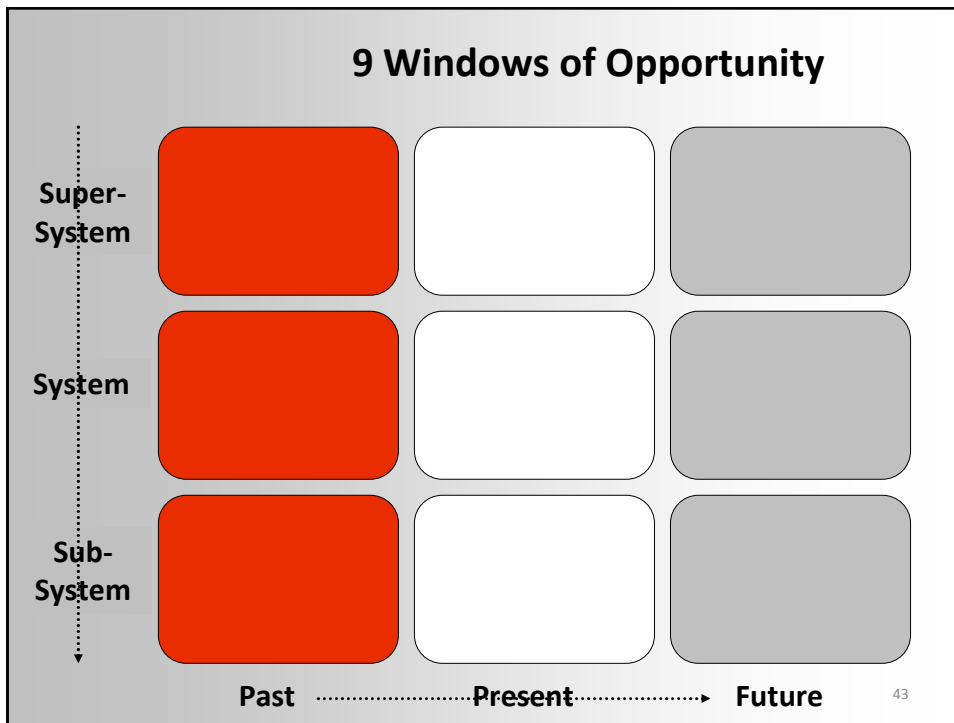 9 Windows of Opportunity
Super-
System
System
Sub-
System
Past Present Future
43